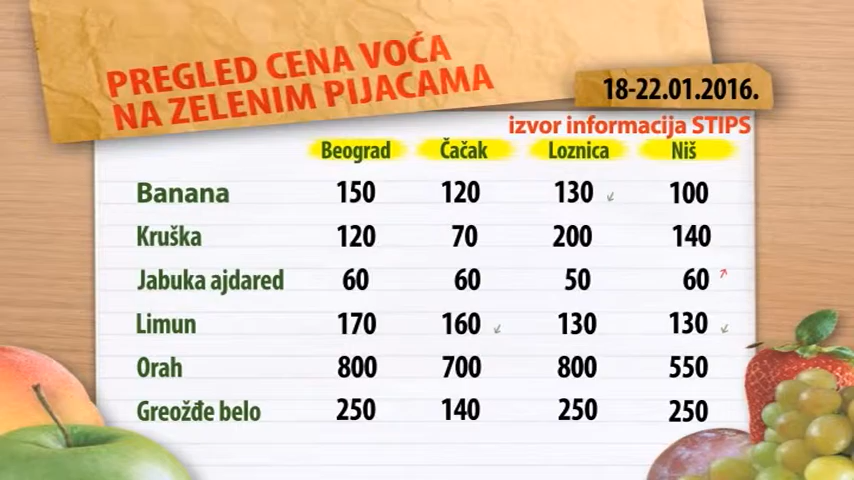 PREGLED CENA VOĆA
NA ZELENIM PIJACAMA
18-22.01.2016.
izvor informacija STIPS
Beograd Čačak Loznica Niš
Banana 150 120 130 100
Kruška 120 70 200 140
Jabuka ajdared 60 60 50 60
Limun 170 160 130 130
Orah 800 700 800 550
Greožđe belo 250 140 250 250